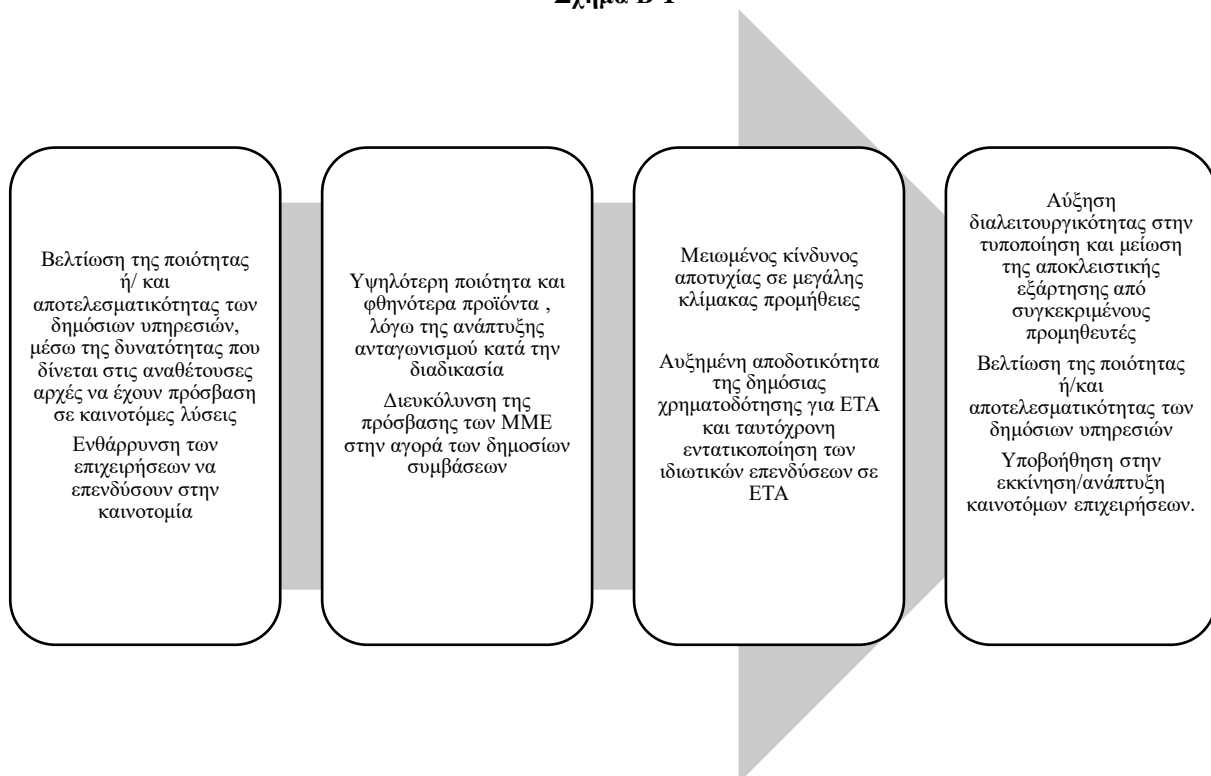 Σχήμα Β-1
Βελτίωση της ποιότητας
ή/ και
αποτελεσματικότητας των
δημόσιων υπηρεσιών,
μέσω της δυνατότητας που
δίνεται στις αναθέτουσες
αρχές να έχουν πρόσβαση
σε καινοτόμες λύσεις
Ενθάρρυνση των
επιχειρήσεων να
επενδύσουν στην
καινοτομία
Υψηλότερη ποιότητα και
φθηνότερα προϊόντα ,
λόγω της ανάπτυξης
ανταγωνισμού κατά την
διαδικασία
Διευκόλυνση της
πρόσβασης των ΜΜΕ
στην αγορά των δημοσίων
συμβάσεων
Μειωμένος κίνδυνος
αποτυχίας σε μεγάλης
κλίμακας προμήθειες
Αυξημένη αποδοτικότητα
της δημόσιας
χρηματοδότησης για ΕΤΑ
και ταυτόχρονη
εντατικοποίηση των
ιδιωτικών επενδύσεων σε
ΕΤΑ
Αύξηση
διαλειτουργικότητας στην
τυποποίηση και μείωση
της αποκλειστικής
εξάρτησης από
συγκεκριμένους
προμηθευτές
Βελτίωση της ποιότητας
ή/και
αποτελεσματικότητας των
δημόσιων υπηρεσιών
Υποβοήθηση στην
εκκίνηση/ανάπτυξη
καινοτόμων επιχειρήσεων.